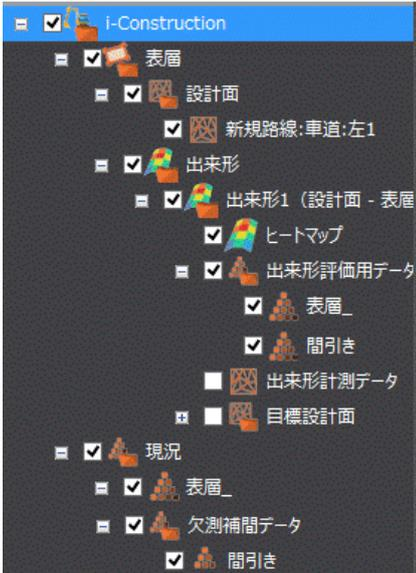 i-Construction
表層
設計面
新規路線:車道:左1
出来形
出来形1（設計面 - 表層
ヒートマップ
出来形評価用データ
表層_
間引き
出来形計測データ
目標設計面
現況
表層_
欠測補間データ
間引き